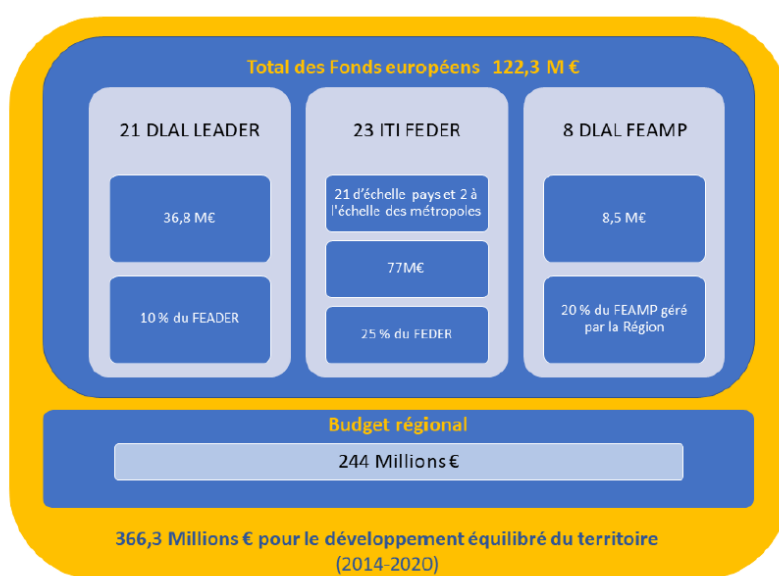 Total des Fonds européens 122,3 M €
21 DLAL LEADER
36,8 M€
10 % du FEADER
23 ITI FEDER
21 d'échelle pays et 2 à
l'échelle des métropoles
77M€
25 % du FEDER
8 DLAL FEAMP
8,5 M€
20 % du FEAMP géré
par la Région
Budget régional
244 Millions €
366,3 Millions € pour le développement équilibré du territoire
(2014-2020)